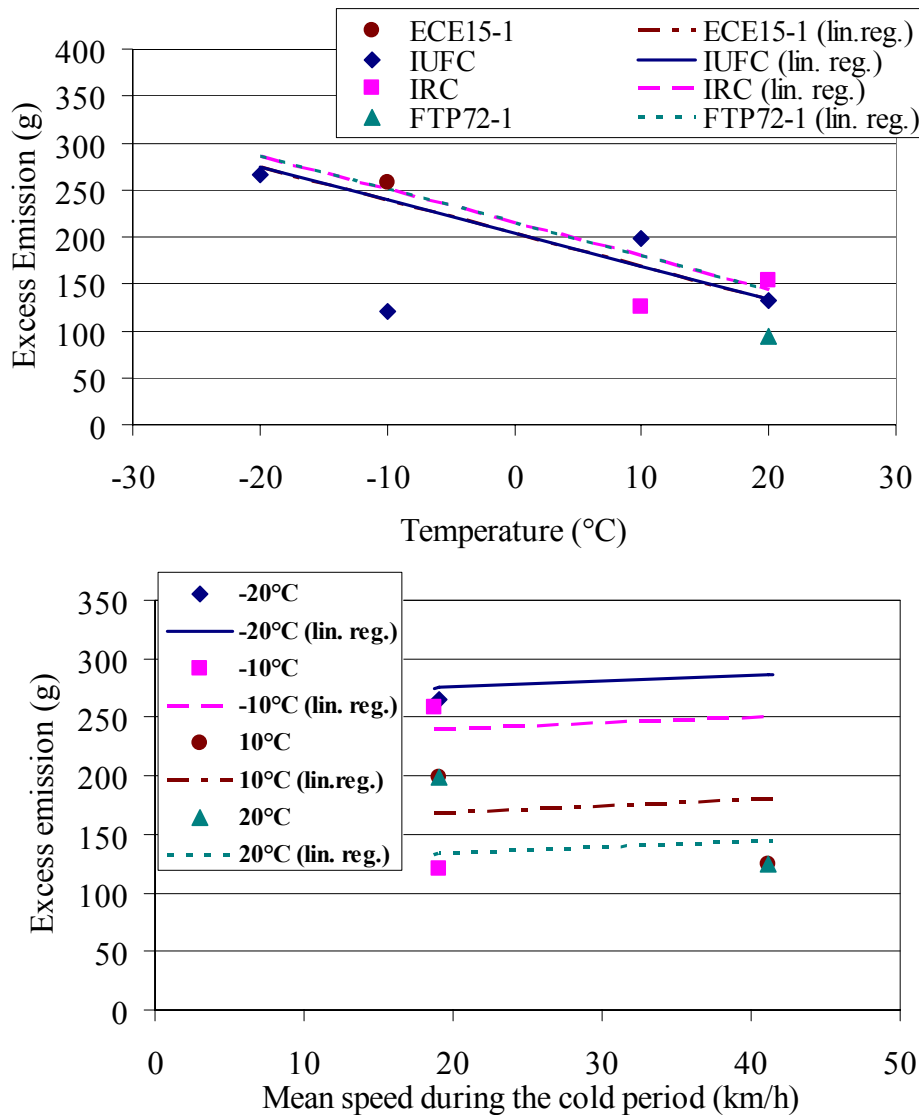 ECE15-1 ECE15-1 (lin.reg.)
IUFC IUFC (lin. reg.)
IRC IRC (lin. reg.)
FTP72-1 FTP72-1 (lin. reg.)
400
350
300
250
200
150
100
50
0
Excess Emission (g)
-30 -20 -10 0 10 20 30
Temperature (°C)
-20°C
-20°C (lin. reg.)
-10°C
-10°C (lin. reg.)
10°C
10°C (lin.reg.)
20°C
20°C (lin. reg.)
350
300
250
200
150
100
50
0
Excess emission (g)
0 10 20 30 40 50
Mean speed during the cold period (km/h)